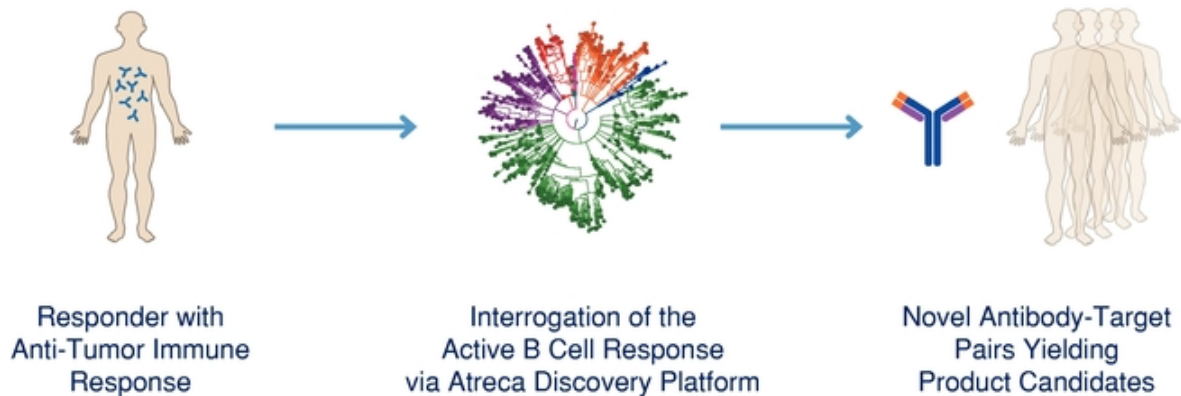 Responder with
Anti-Tumor Immune
Response
Interrogation of the
Active B Cell Response
via Atreca Discovery Platform
Novel Antibody-Target
Pairs Yielding
Product Candidates